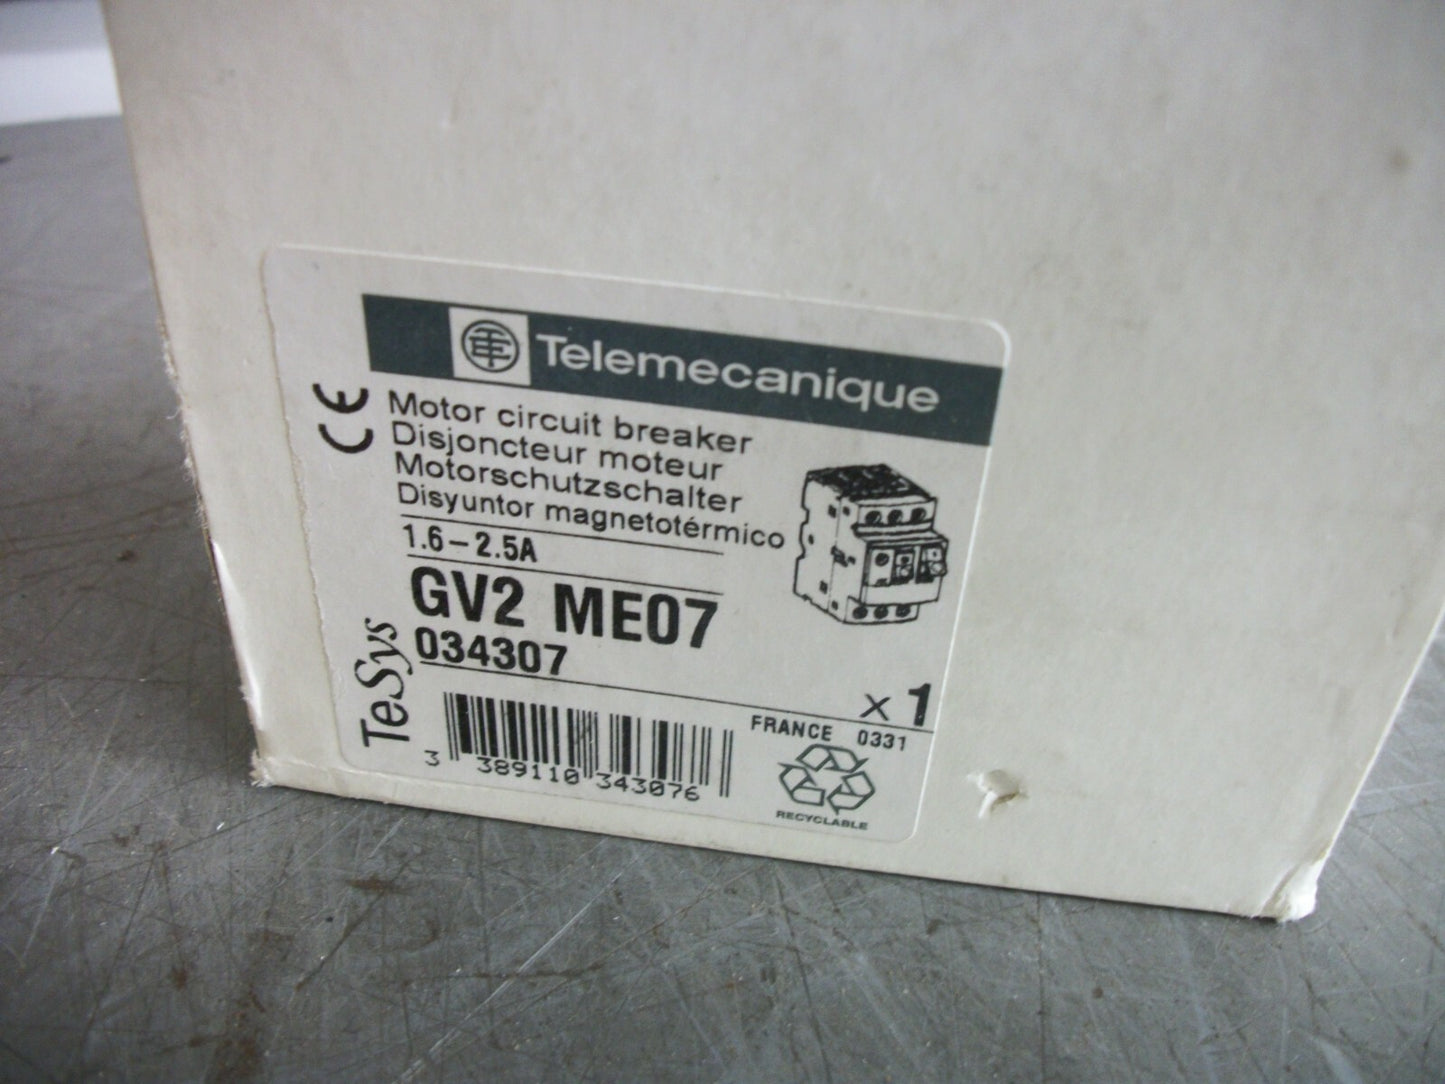 Telemecanique
CE
Motor circuit breaker
Disjoncteur moteur
Motorschutzschalter
Disyuntor magnetotérmico
1.6–2.5A
GV2 ME07
034307
TeSys
x 1
FRANCE 0331
3 389110 343076
RECYCLABLE